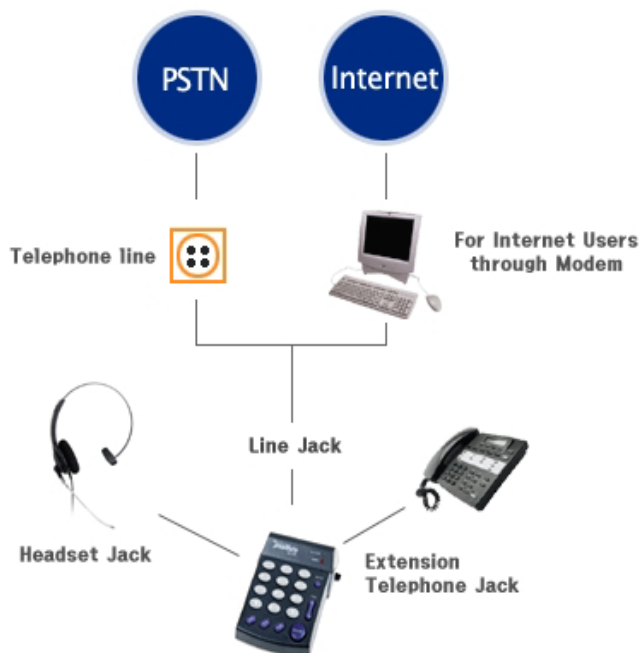 PSTN
Internet
Telephone line
For Internet Users
through Modem
Line Jack
Headset Jack
Extension
Telephone Jack